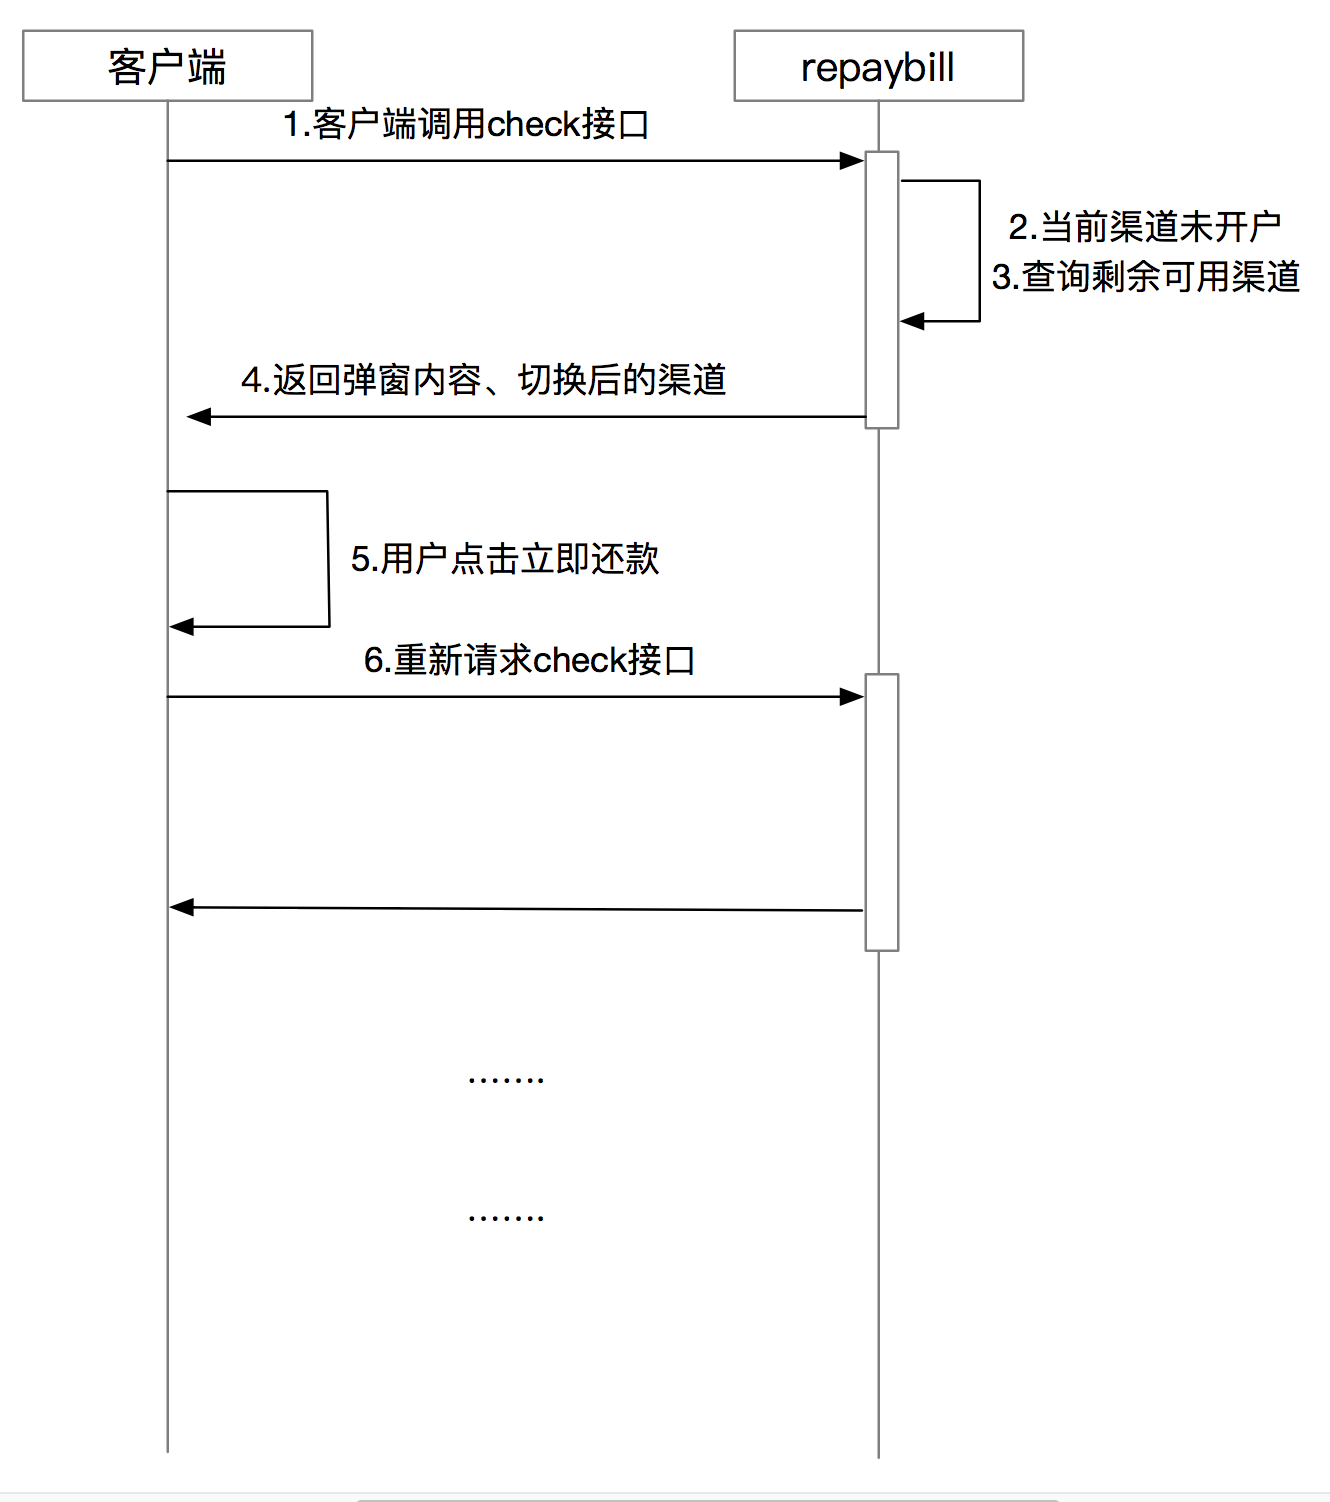 客户端
repaybill
1.客户端调用check接口
2.当前渠道未开户
3.查询剩余可用渠道
4.返回弹窗内容、切换后的渠道
5.用户点击立即还款
6.重新请求check接口
.......
.......